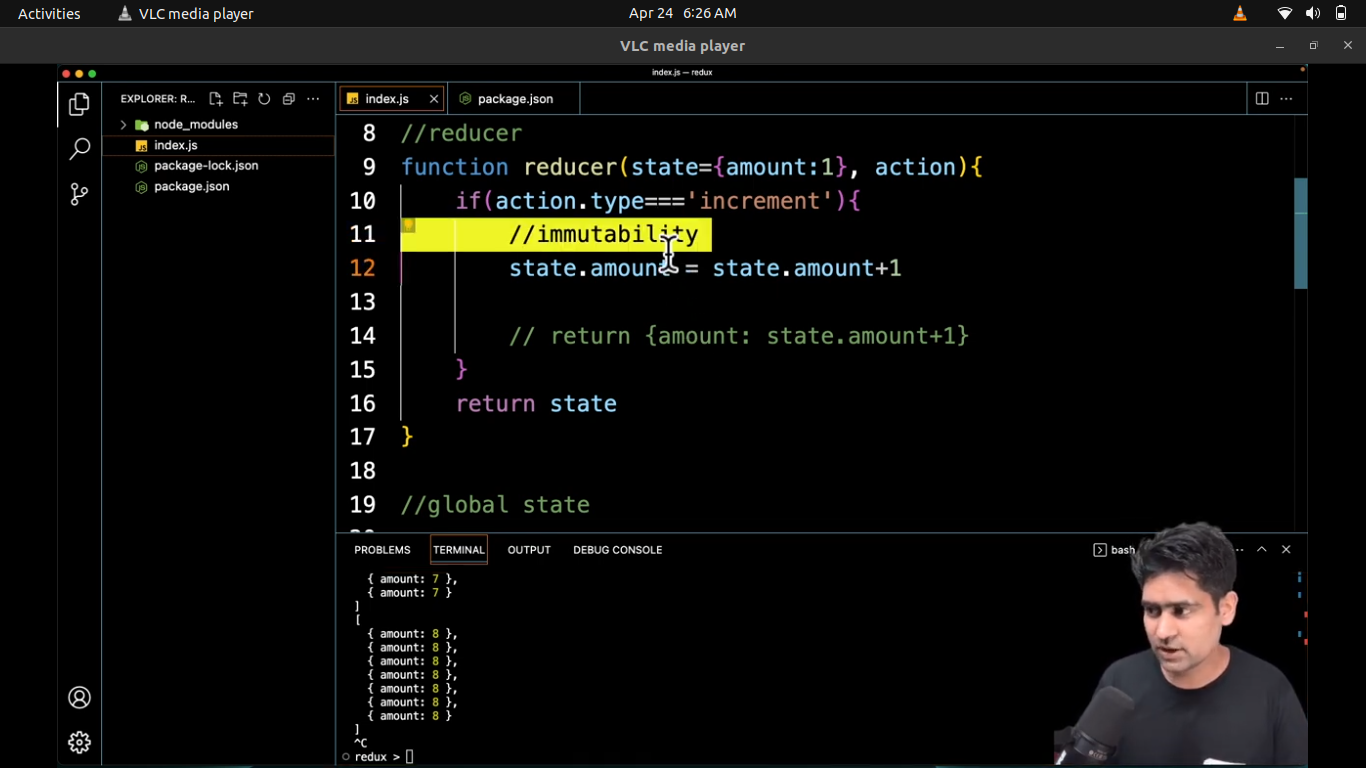 Activities VLC media player Apr 24 6:26 AM
VLC media player
index.js — redux
EXPLORER: R...
index.js
package.json
node_modules
index.js
package-lock.json
package.json
8 //reducer
9 function reducer(state={amount:1}, action){
10 if(action.type==='increment'){
11 //immutability
12 state.amount = state.amount+1
13
14 // return {amount: state.amount+1}
15 }
16 return state
17 }
18
19 //global state
PROBLEMS TERMINAL OUTPUT DEBUG CONSOLE
bash
{ amount: 7 },
{ amount: 7 }
]
[
{ amount: 8 },
{ amount: 8 },
{ amount: 8 },
{ amount: 8 },
{ amount: 8 },
{ amount: 8 },
{ amount: 8 }
]
^C
redux >